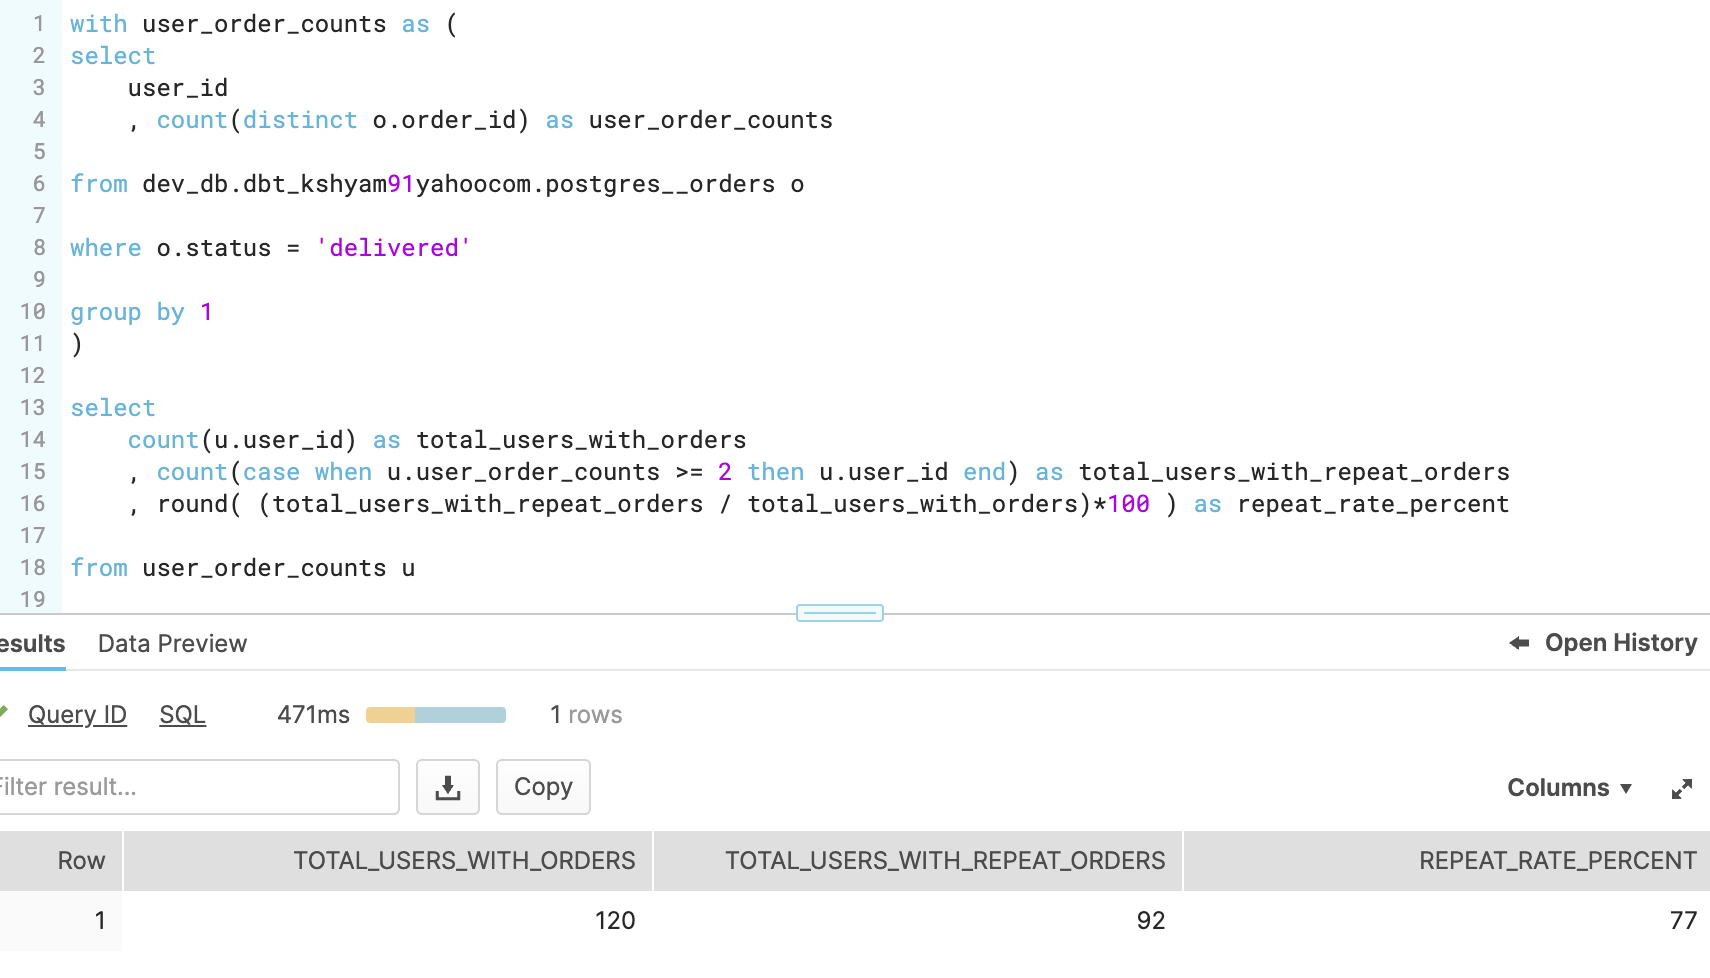 1 with user_order_counts as (
2 select
3 user_id
4 , count(distinct o.order_id) as user_order_counts
5
6 from dev_db.dbt_kshyam91yahoocom.postgres__orders o
7
8 where o.status = 'delivered'
9
10 group by 1
11 )
12
13 select
14 count(u.user_id) as total_users_with_orders
15 , count(case when u.user_order_counts >= 2 then u.user_id end) as total_users_with_repeat_orders
16 , round( (total_users_with_repeat_orders / total_users_with_orders)*100 ) as repeat_rate_percent
17
18 from user_order_counts u
19
esults Data Preview Open History
Query ID SQL 471ms 1 rows
ilter result... Copy Columns
Row TOTAL_USERS_WITH_ORDERS TOTAL_USERS_WITH_REPEAT_ORDERS REPEAT_RATE_PERCENT
1 120 92 77